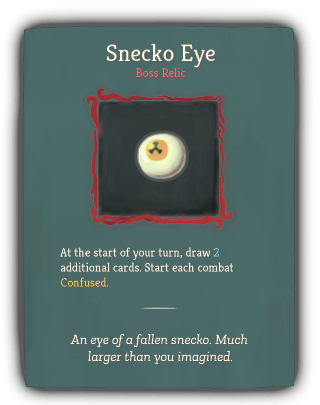 Snecko Eye
Boss Relic
At the start of your turn, draw 2
additional cards. Start each combat
Confused.
An eye of a fallen snecko. Much
larger than you imagined.